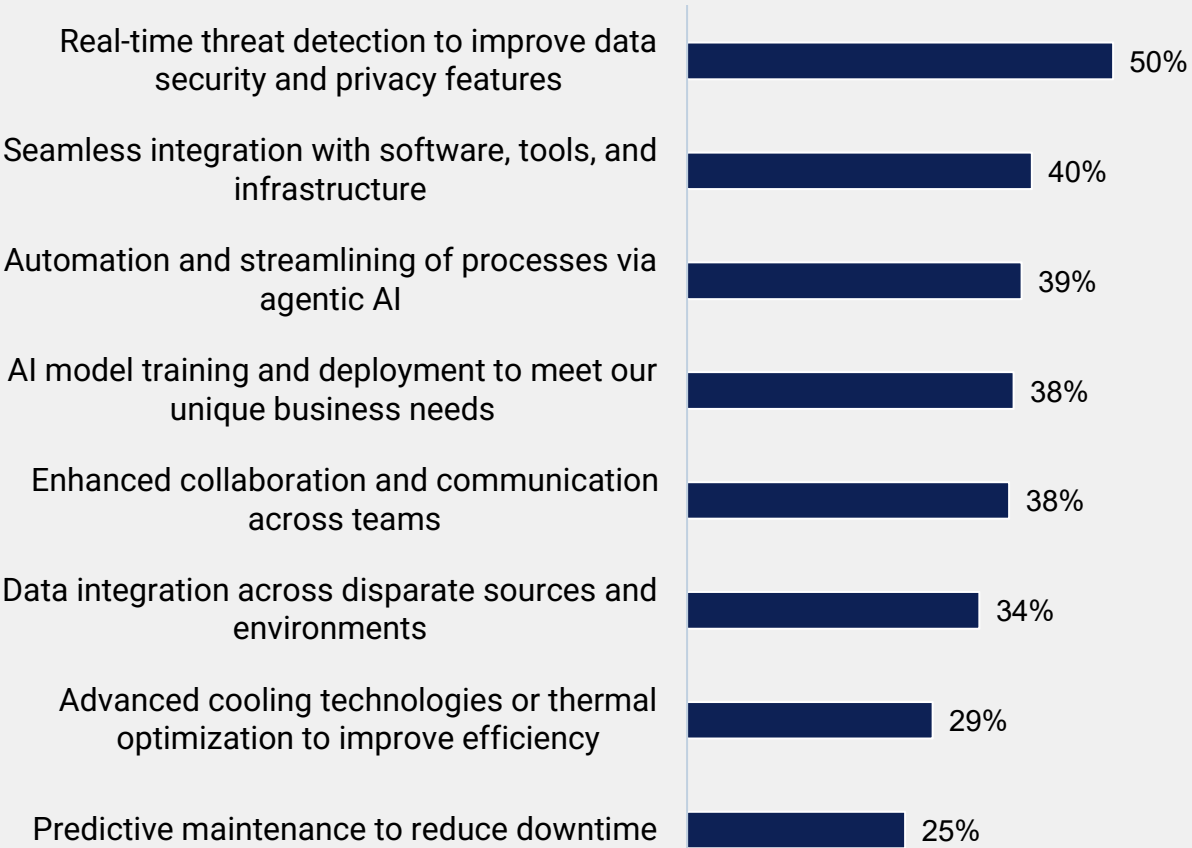 Real-time threat detection to improve data
security and privacy features
50%
Seamless integration with software, tools, and
infrastructure
40%
Automation and streamlining of processes via
agentic AI
39%
AI model training and deployment to meet our
unique business needs
38%
Enhanced collaboration and communication
across teams
38%
Data integration across disparate sources and
environments
34%
Advanced cooling technologies or thermal
optimization to improve efficiency
29%
Predictive maintenance to reduce downtime
25%